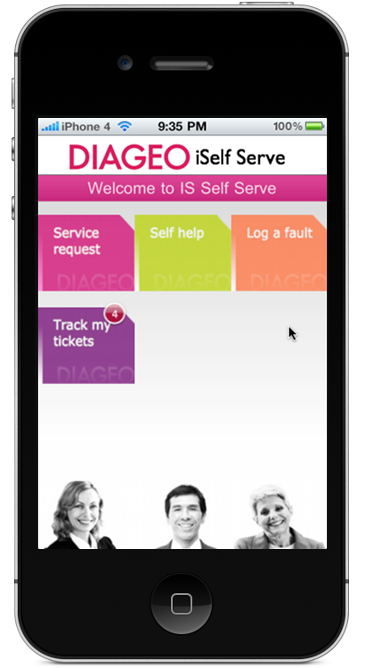 iPhone 4 9:35 PM 100%
DIAGEO iSelf Serve
Welcome to IS Self Serve
Service request
Self help
Log a fault
DIAGEO DIAGEO DIAGEO
Track my tickets
4
DIAGEO